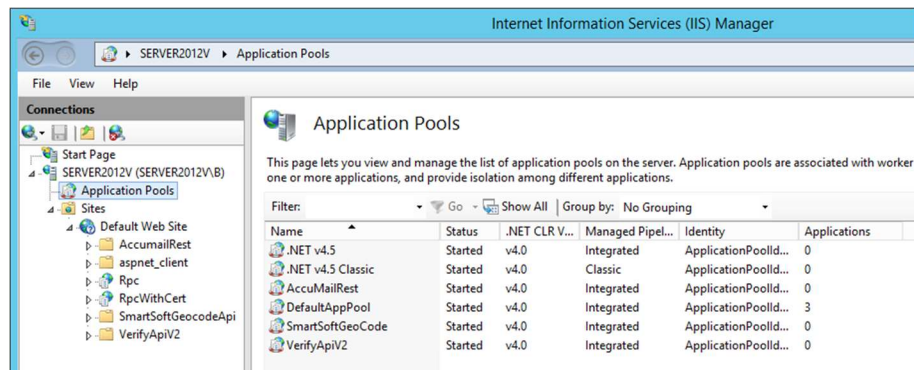 Internet Information Services (IIS) Manager
SERVER2012V Application Pools
File View Help
Connections
Start Page
SERVER2012V (SERVER2012V\B)
Application Pools
Sites
Default Web Site
AccumailRest
aspnet_client
Rpc
RpcWithCert
SmartSoftGeocodeApi
VerifyApiV2
Application Pools
This page lets you view and manage the list of application pools on the server. Application pools are associated with worker
one or more applications, and provide isolation among different applications.
Filter: Go Show All Group by: No Grouping
Name Status .NET CLR V... Managed Pipel... Identity Applications
.NET v4.5 Started v4.0 Integrated ApplicationPoolId... 0
.NET v4.5 Classic Started v4.0 Classic ApplicationPoolId... 0
AccuMailRest Started v4.0 Integrated ApplicationPoolId... 0
DefaultAppPool Started v4.0 Integrated ApplicationPoolId... 3
SmartSoftGeoCode Started v4.0 Integrated ApplicationPoolId... 0
VerifyApiV2 Started v4.0 Integrated ApplicationPoolId... 0